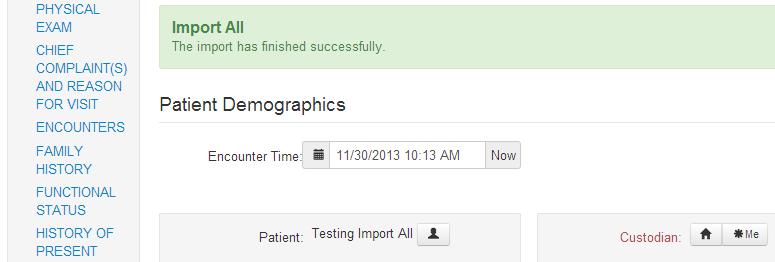 PHYSICAL
EXAM
CHIEF
COMPLAINT(S)
AND REASON
FOR VISIT
ENCOUNTERS
FAMILY
HISTORY
FUNCTIONAL
STATUS
HISTORY OF
PRESENT
Import All
The import has finished successfully.
Patient Demographics
Encounter Time: 11/30/2013 10:13 AM Now
Patient: Testing Import All
Custodian: Me